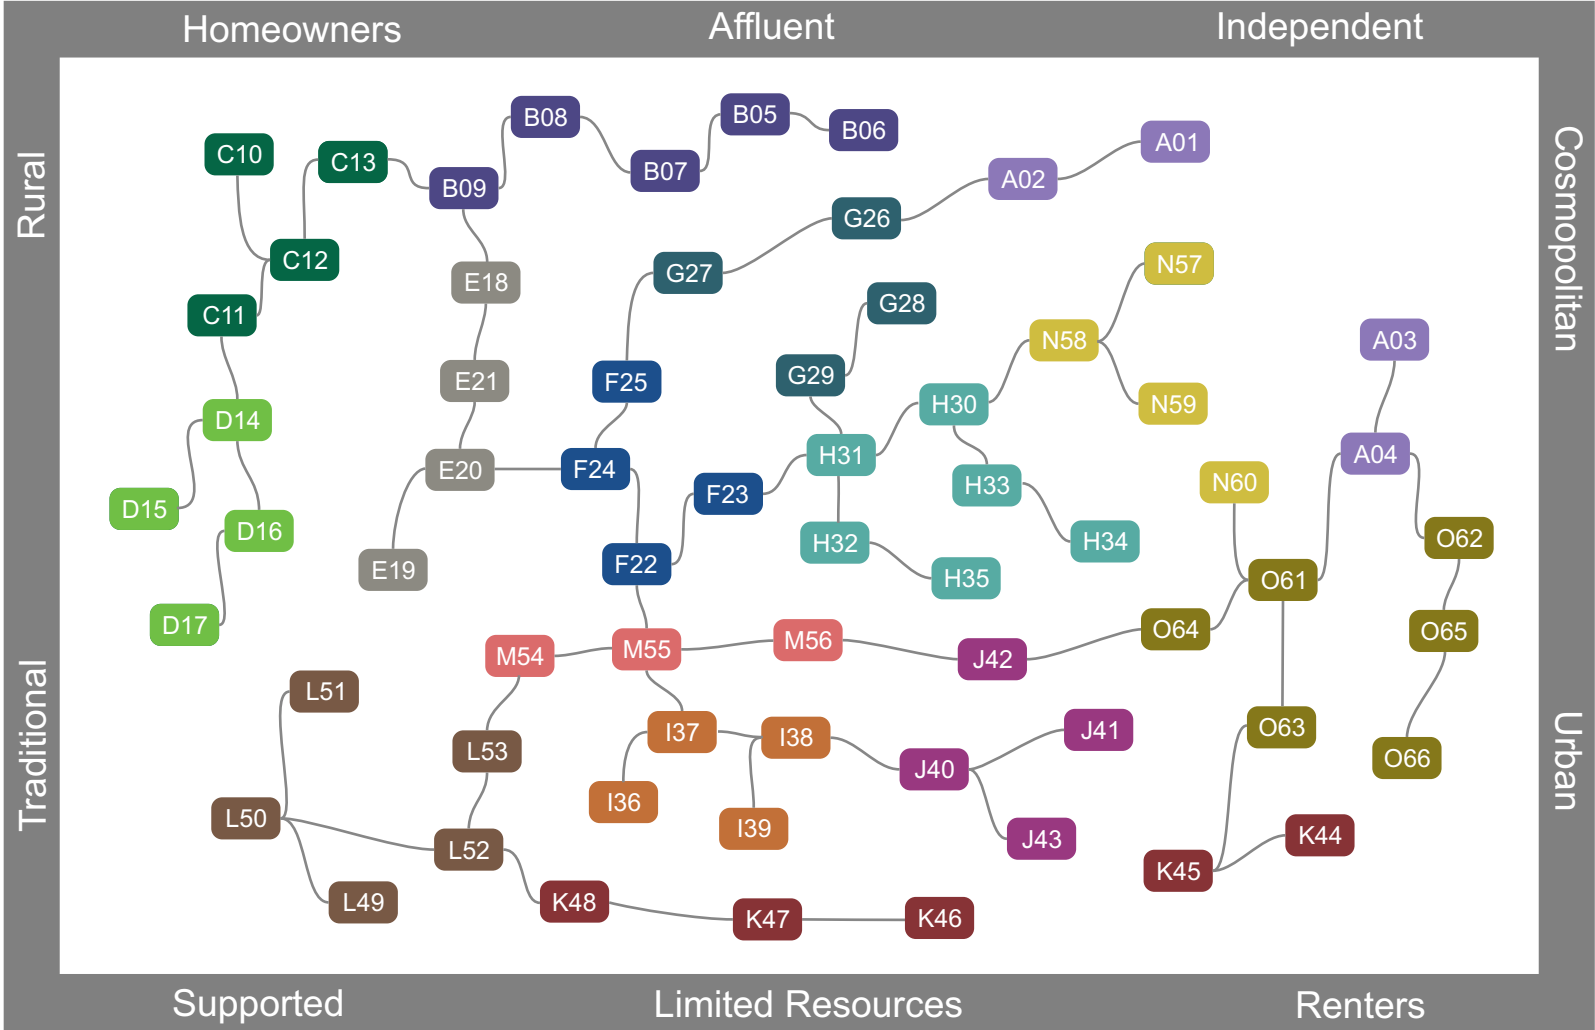 Homeowners
Affluent
Independent
Rural
Cosmopolitan
Traditional
Urban
B08
B05
B06
A01
C10
C13
B07
B09
A02
G26
C12
G27
N57
E18
G28
C11
N58
A03
E21
F25
G29
H30
N59
D14
H31
A04
E20
F24
N60
F23
H33
D15
D16
H32
H34
O62
F22
E19
H35
O61
D17
O64
O65
M54
M55
M56
J42
L51
I37
I38
J41
O63
L53
J40
O66
I36
L50
I39
J43
K44
L52
K45
L49
K48
K47
K46
Supported
Limited Resources
Renters